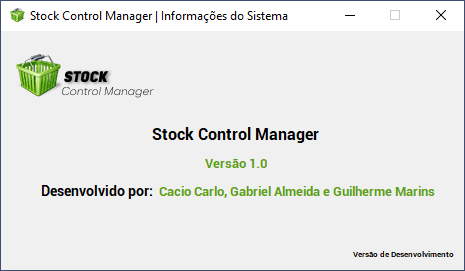 Stock Control Manager | Informações do Sistema
STOCK
Control Manager
Stock Control Manager
Versão 1.0
Desenvolvido por: Cacio Carlo, Gabriel Almeida e Guilherme Marins
Versão de Desenvolvimento